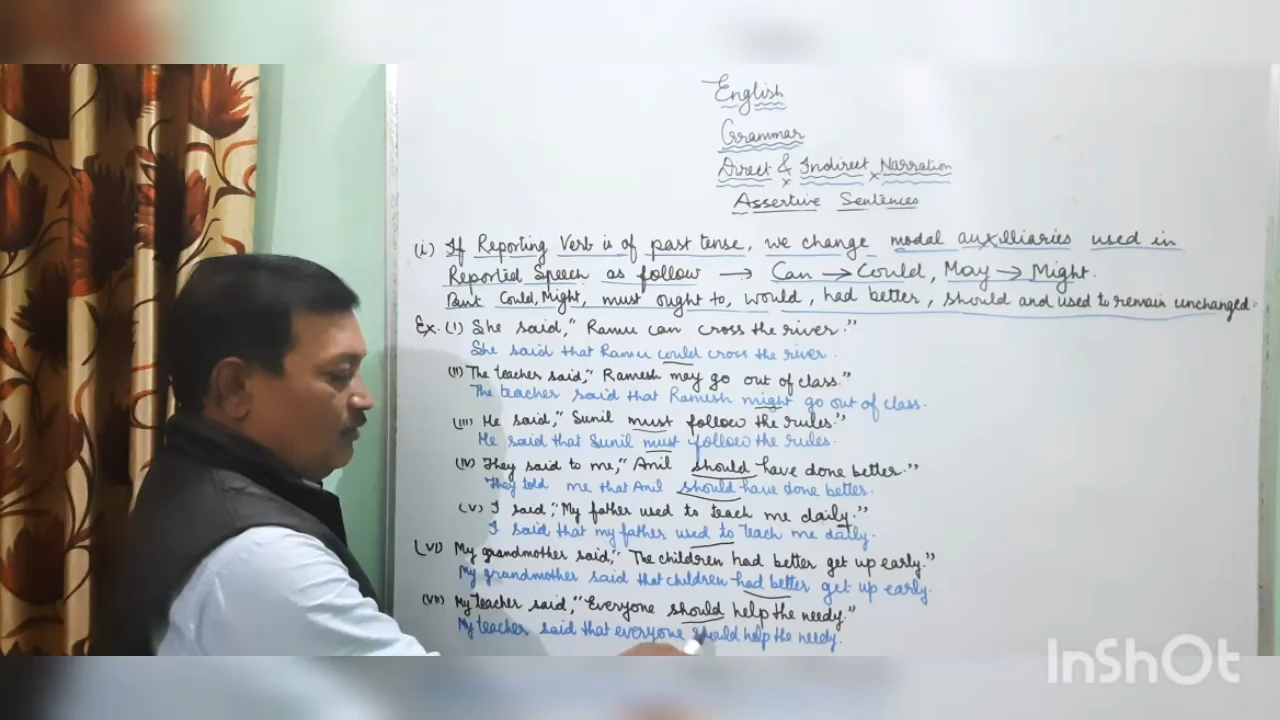 English
Grammar
Direct & Indirect Narration
Assertive Sentences
(i) If Reporting Verb is of past tense, we change modal auxiliaries used in
Reported Speech as follow → Can → Could, May → Might.
But Could, Might, must ought to, would, had better, should and used to remain unchanged.
Ex. (I) She said, "Ramu can cross the river."
She said that Ramu could cross the river.
(II) The teacher said, "Ramesh may go out of class."
The teacher said that Ramesh might go out of class.
(III) He said, "Sunil must follow the rules."
He said that Sunil must follow the rules.
(IV) They said to me, "Anil should have done better."
They told me that Anil should have done better.
(V) I said, "My father used to teach me daily."
I said that my father used to teach me daily.
(VI) My grandmother said, "The children had better get up early."
My grandmother said that children had better get up early.
(VII) My teacher said, "Everyone should help the needy"
My teacher said that everyone should help the needy.
InShOt